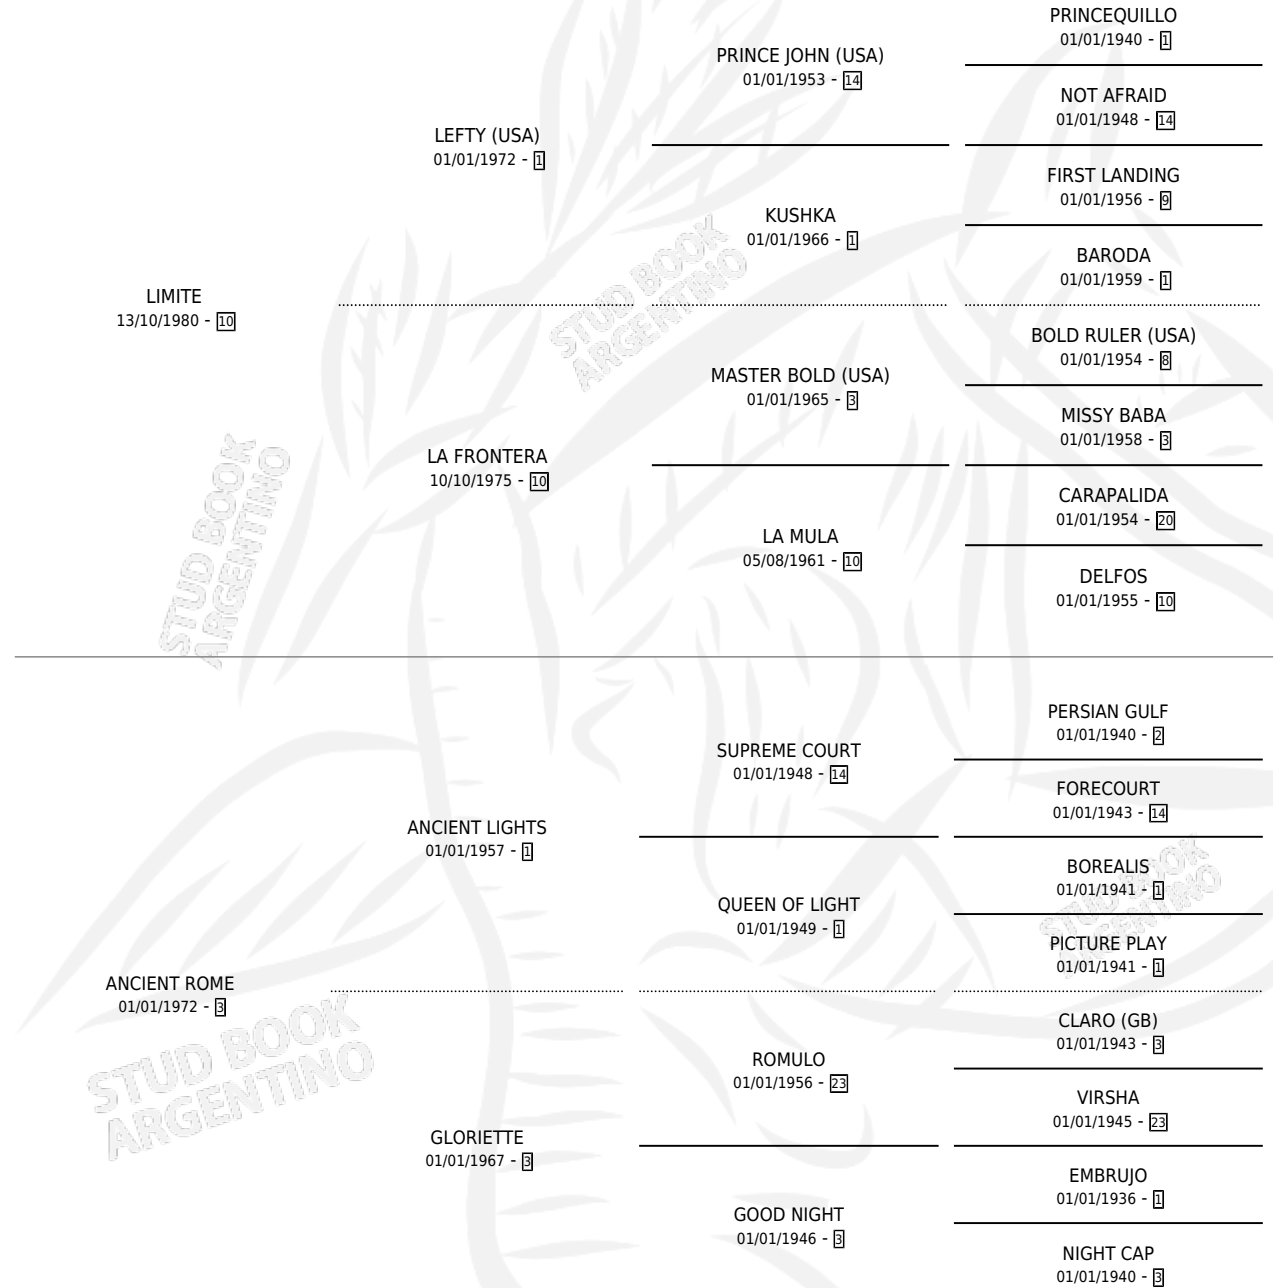 PRINCEQUILLO
01/01/1940 - 1
PRINCE JOHN (USA)
01/01/1953 - 14
NOT AFRAID
01/01/1948 - 14
LEFTY (USA)
01/01/1972 - 1
FIRST LANDING
01/01/1956 - 9
KUSHKA
01/01/1966 - 1
BARODA
01/01/1959 - 1
LIMITE
13/10/1980 - 10
BOLD RULER (USA)
01/01/1954 - 8
MASTER BOLD (USA)
01/01/1965 - 3
MISSY BABA
01/01/1958 - 3
LA FRONTERA
10/10/1975 - 10
CARAPALIDA
01/01/1954 - 20
LA MULA
05/08/1961 - 10
DELFOS
01/01/1955 - 10
PERSIAN GULF
01/01/1940 - 2
SUPREME COURT
01/01/1948 - 14
FORECOURT
01/01/1943 - 14
ANCIENT LIGHTS
01/01/1957 - 1
BOREALIS
01/01/1941 - 1
QUEEN OF LIGHT
01/01/1949 - 1
PICTURE PLAY
01/01/1941 - 1
ANCIENT ROME
01/01/1972 - 3
CLARO (GB)
01/01/1943 - 3
ROMULO
01/01/1956 - 23
VIRSHA
01/01/1945 - 23
GLORIETTE
01/01/1967 - 3
EMBRUJO
01/01/1936 - 1
GOOD NIGHT
01/01/1946 - 3
NIGHT CAP
01/01/1940 - 3
STUD BOOK
ARGENTINO
STUD BOOK
ARGENTINO
STUD BOOK
ARGENTINO
STUD BOOK
ARGENTINO